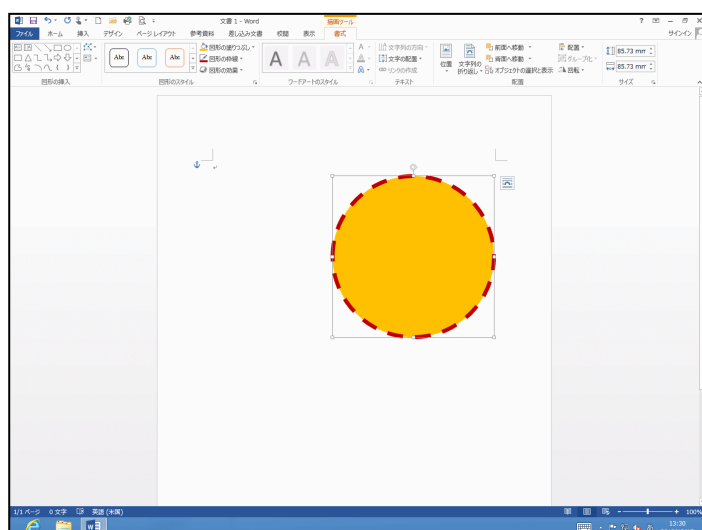 文書 1 - Word
描画ツール
サインイン
ファイル ホーム 挿入 デザイン ページ レイアウト 参考資料 差し込み文書 校閲 表示 書式
Abc Abc Abc
図形の塗りつぶし
図形の枠線
図形の効果
A A A
文字列の方向
文字の配置
リンクの作成
位置
文字列の
折り返し
前面へ移動
背面へ移動
オブジェクトの選択と表示
配置
グループ化
回転
85.73 mm
85.73 mm
図形の挿入 図形のスタイル ワードアートのスタイル テキスト 配置 サイズ
1/1 ページ 0 文字 英語 (米国)
100%
13:30